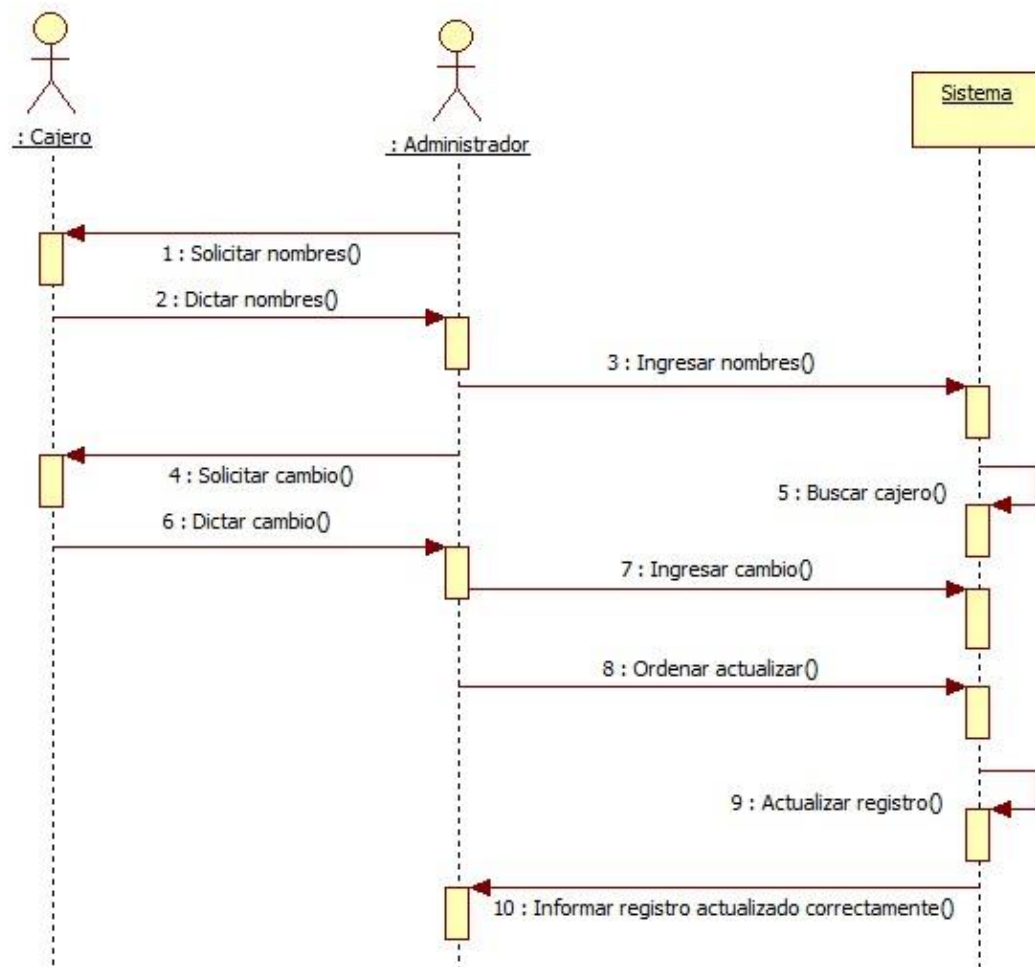 : Cajero
: Administrador
Sistema
1 : Solicitar nombres()
2 : Dictar nombres()
3 : Ingresar nombres()
4 : Solicitar cambio()
5 : Buscar cajero()
6 : Dictar cambio()
7 : Ingresar cambio()
8 : Ordenar actualizar()
9 : Actualizar registro()
10 : Informar registro actualizado correctamente()